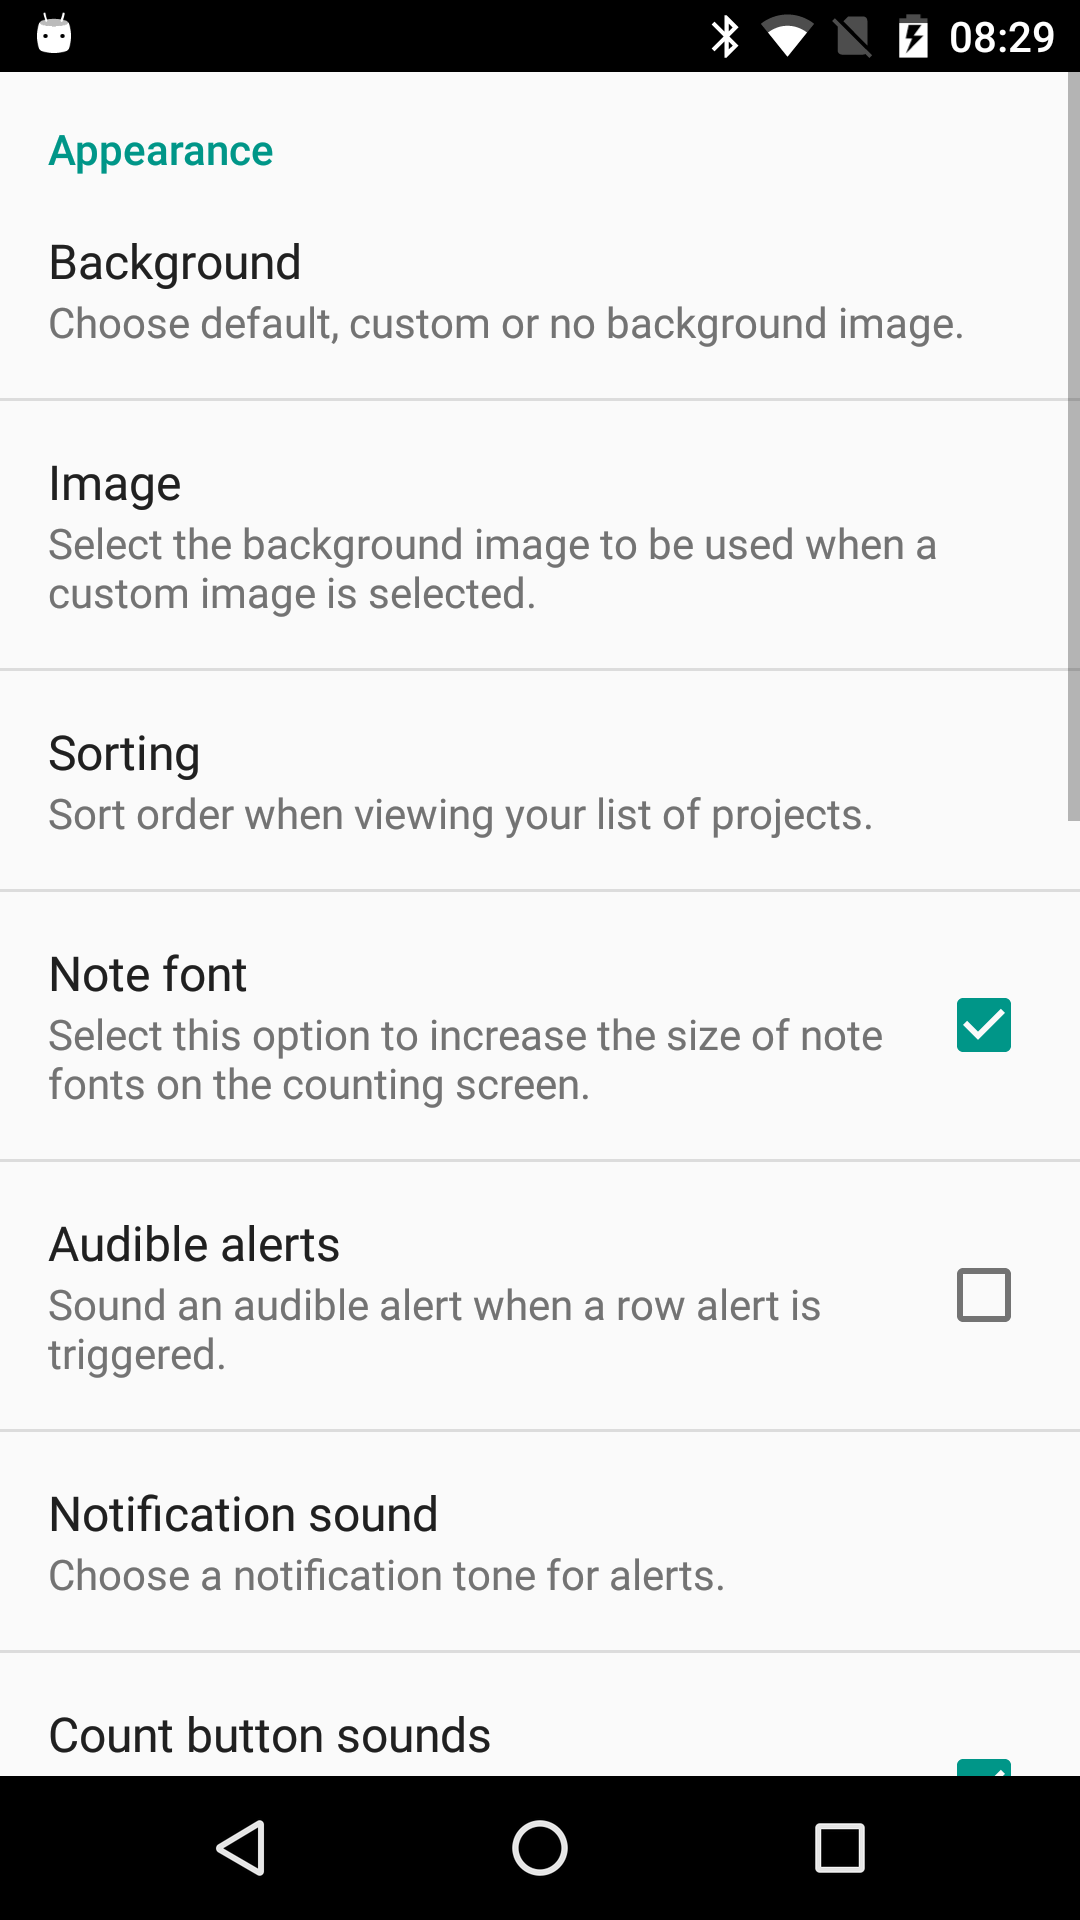 08:29
Appearance
Background
Choose default, custom or no background image.
Image
Select the background image to be used when a
custom image is selected.
Sorting
Sort order when viewing your list of projects.
Note font
Select this option to increase the size of note
fonts on the counting screen.
Audible alerts
Sound an audible alert when a row alert is
triggered.
Notification sound
Choose a notification tone for alerts.
Count button sounds